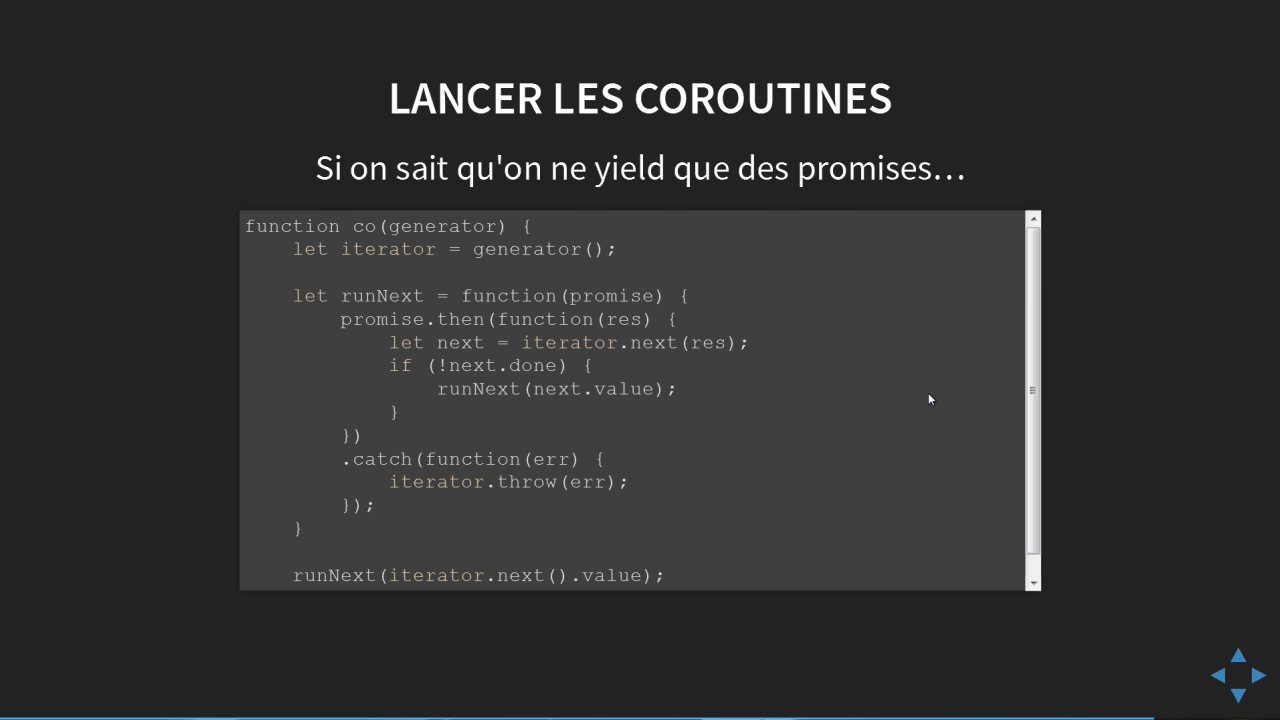 LANCER LES COROUTINES
Si on sait qu'on ne yield que des promises…
function co(generator) {
    let iterator = generator();

    let runNext = function(promise) {
        promise.then(function(res) {
            let next = iterator.next(res);
            if (!next.done) {
                runNext(next.value);
            }
        })
        .catch(function(err) {
            iterator.throw(err);
        });
    }

    runNext(iterator.next().value);